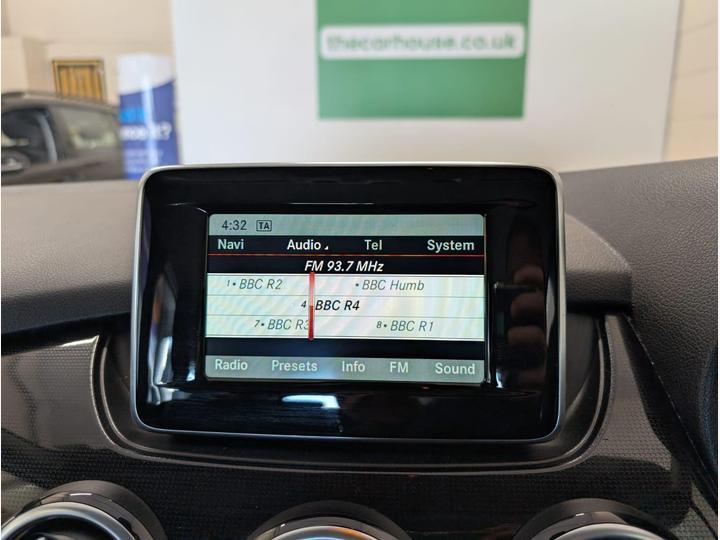 thecarhouse.co.uk
4:32 TA
Navi Audio Tel System
FM 93.7 MHz
1• BBC R2 • BBC Humb
4• BBC R4
7• BBC R3 8• BBC R1
Radio Presets Info FM Sound